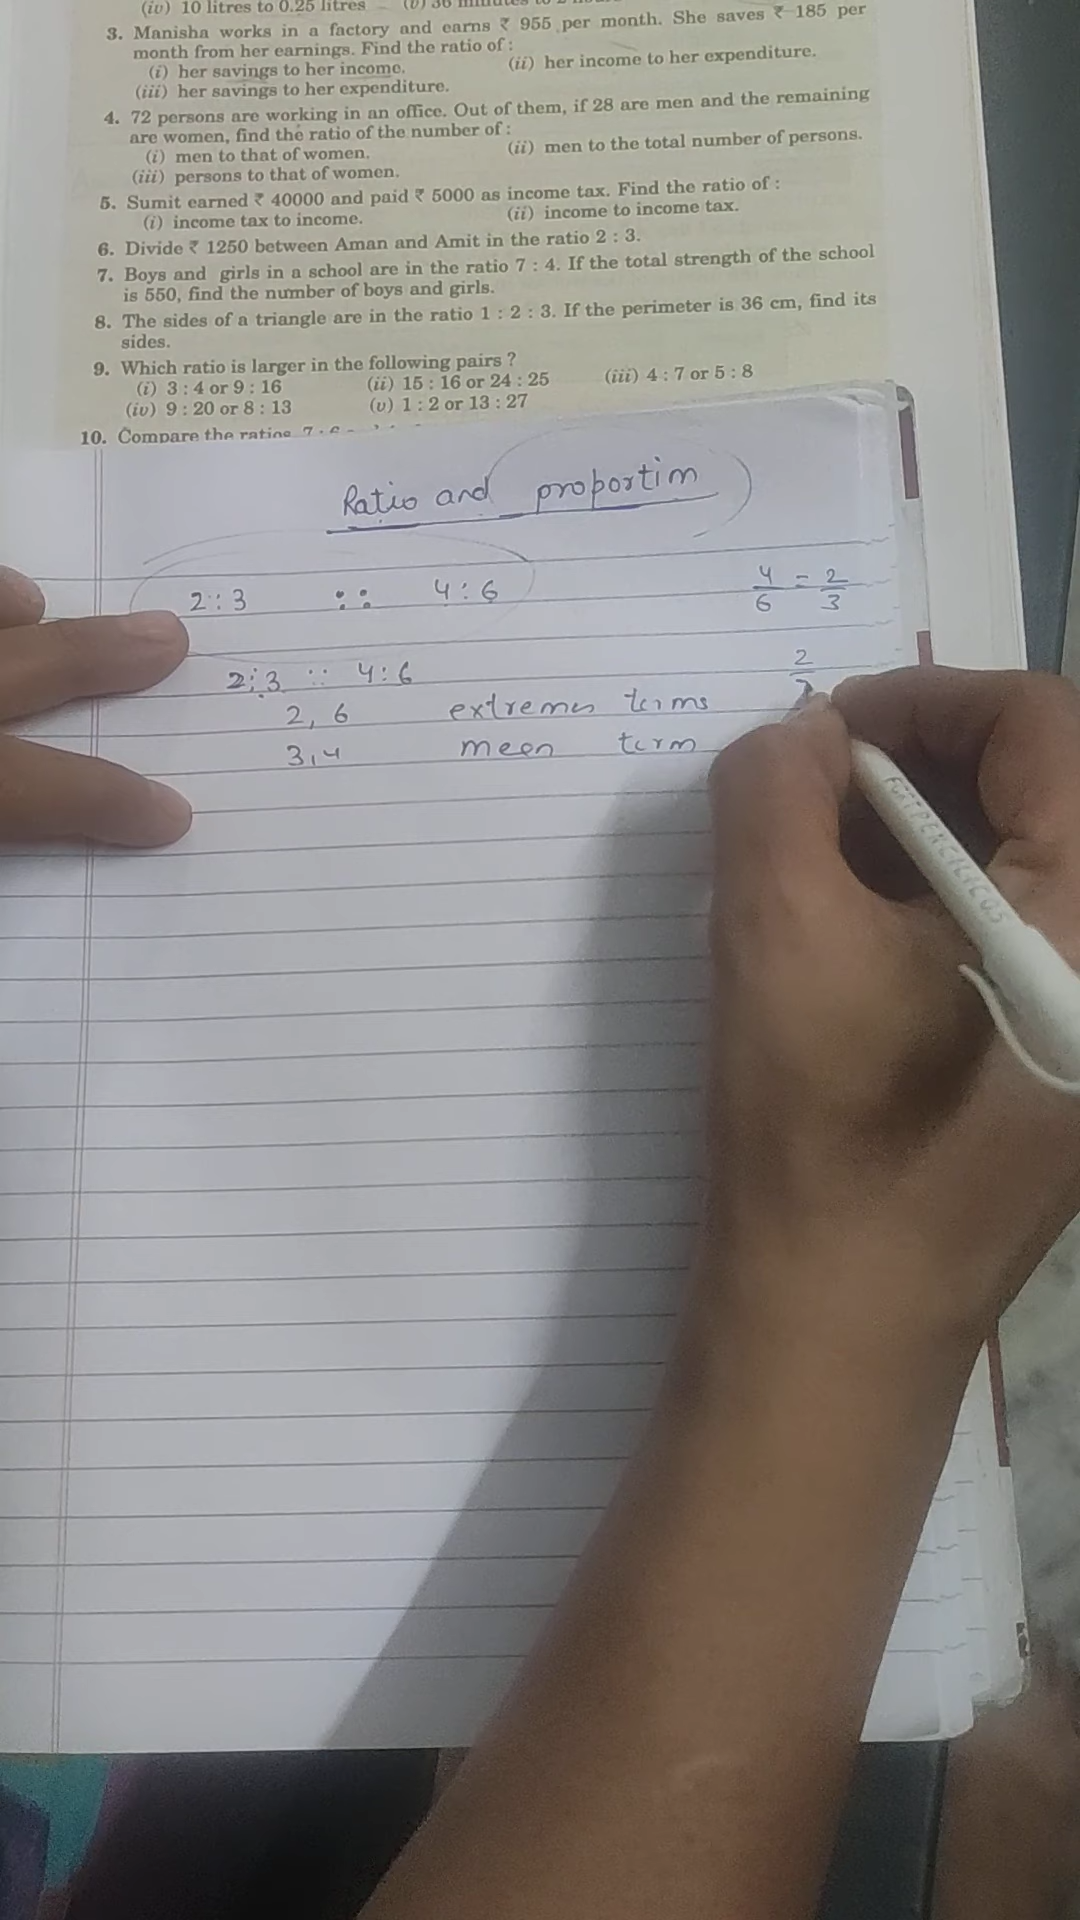 (iv) 10 litres to 0.25 litres (v) 36 minutes to 2
3. Manisha works in a factory and earns ₹ 955 per month. She saves ₹ 185 per
month from her earnings. Find the ratio of :
(i) her savings to her income. (ii) her income to her expenditure.
(iii) her savings to her expenditure.
4. 72 persons are working in an office. Out of them, if 28 are men and the remaining
are women, find the ratio of the number of :
(i) men to that of women. (ii) men to the total number of persons.
(iii) persons to that of women.
5. Sumit earned ₹ 40000 and paid ₹ 5000 as income tax. Find the ratio of :
(i) income tax to income. (ii) income to income tax.
6. Divide ₹ 1250 between Aman and Amit in the ratio 2 : 3.
7. Boys and girls in a school are in the ratio 7 : 4. If the total strength of the school
is 550, find the number of boys and girls.
8. The sides of a triangle are in the ratio 1 : 2 : 3. If the perimeter is 36 cm, find its
sides.
9. Which ratio is larger in the following pairs ?
(i) 3 : 4 or 9 : 16 (ii) 15 : 16 or 24 : 25 (iii) 4 : 7 or 5 : 8
(iv) 9 : 20 or 8 : 13 (v) 1 : 2 or 13 : 27
10. Compare the ratios 7 : 6
Ratio and proportim
2 : 3 :: 4 : 6 4/6 = 2/3
2 : 3 :: 4 : 6 2
2, 6 extremes terms
3, 4 meen term